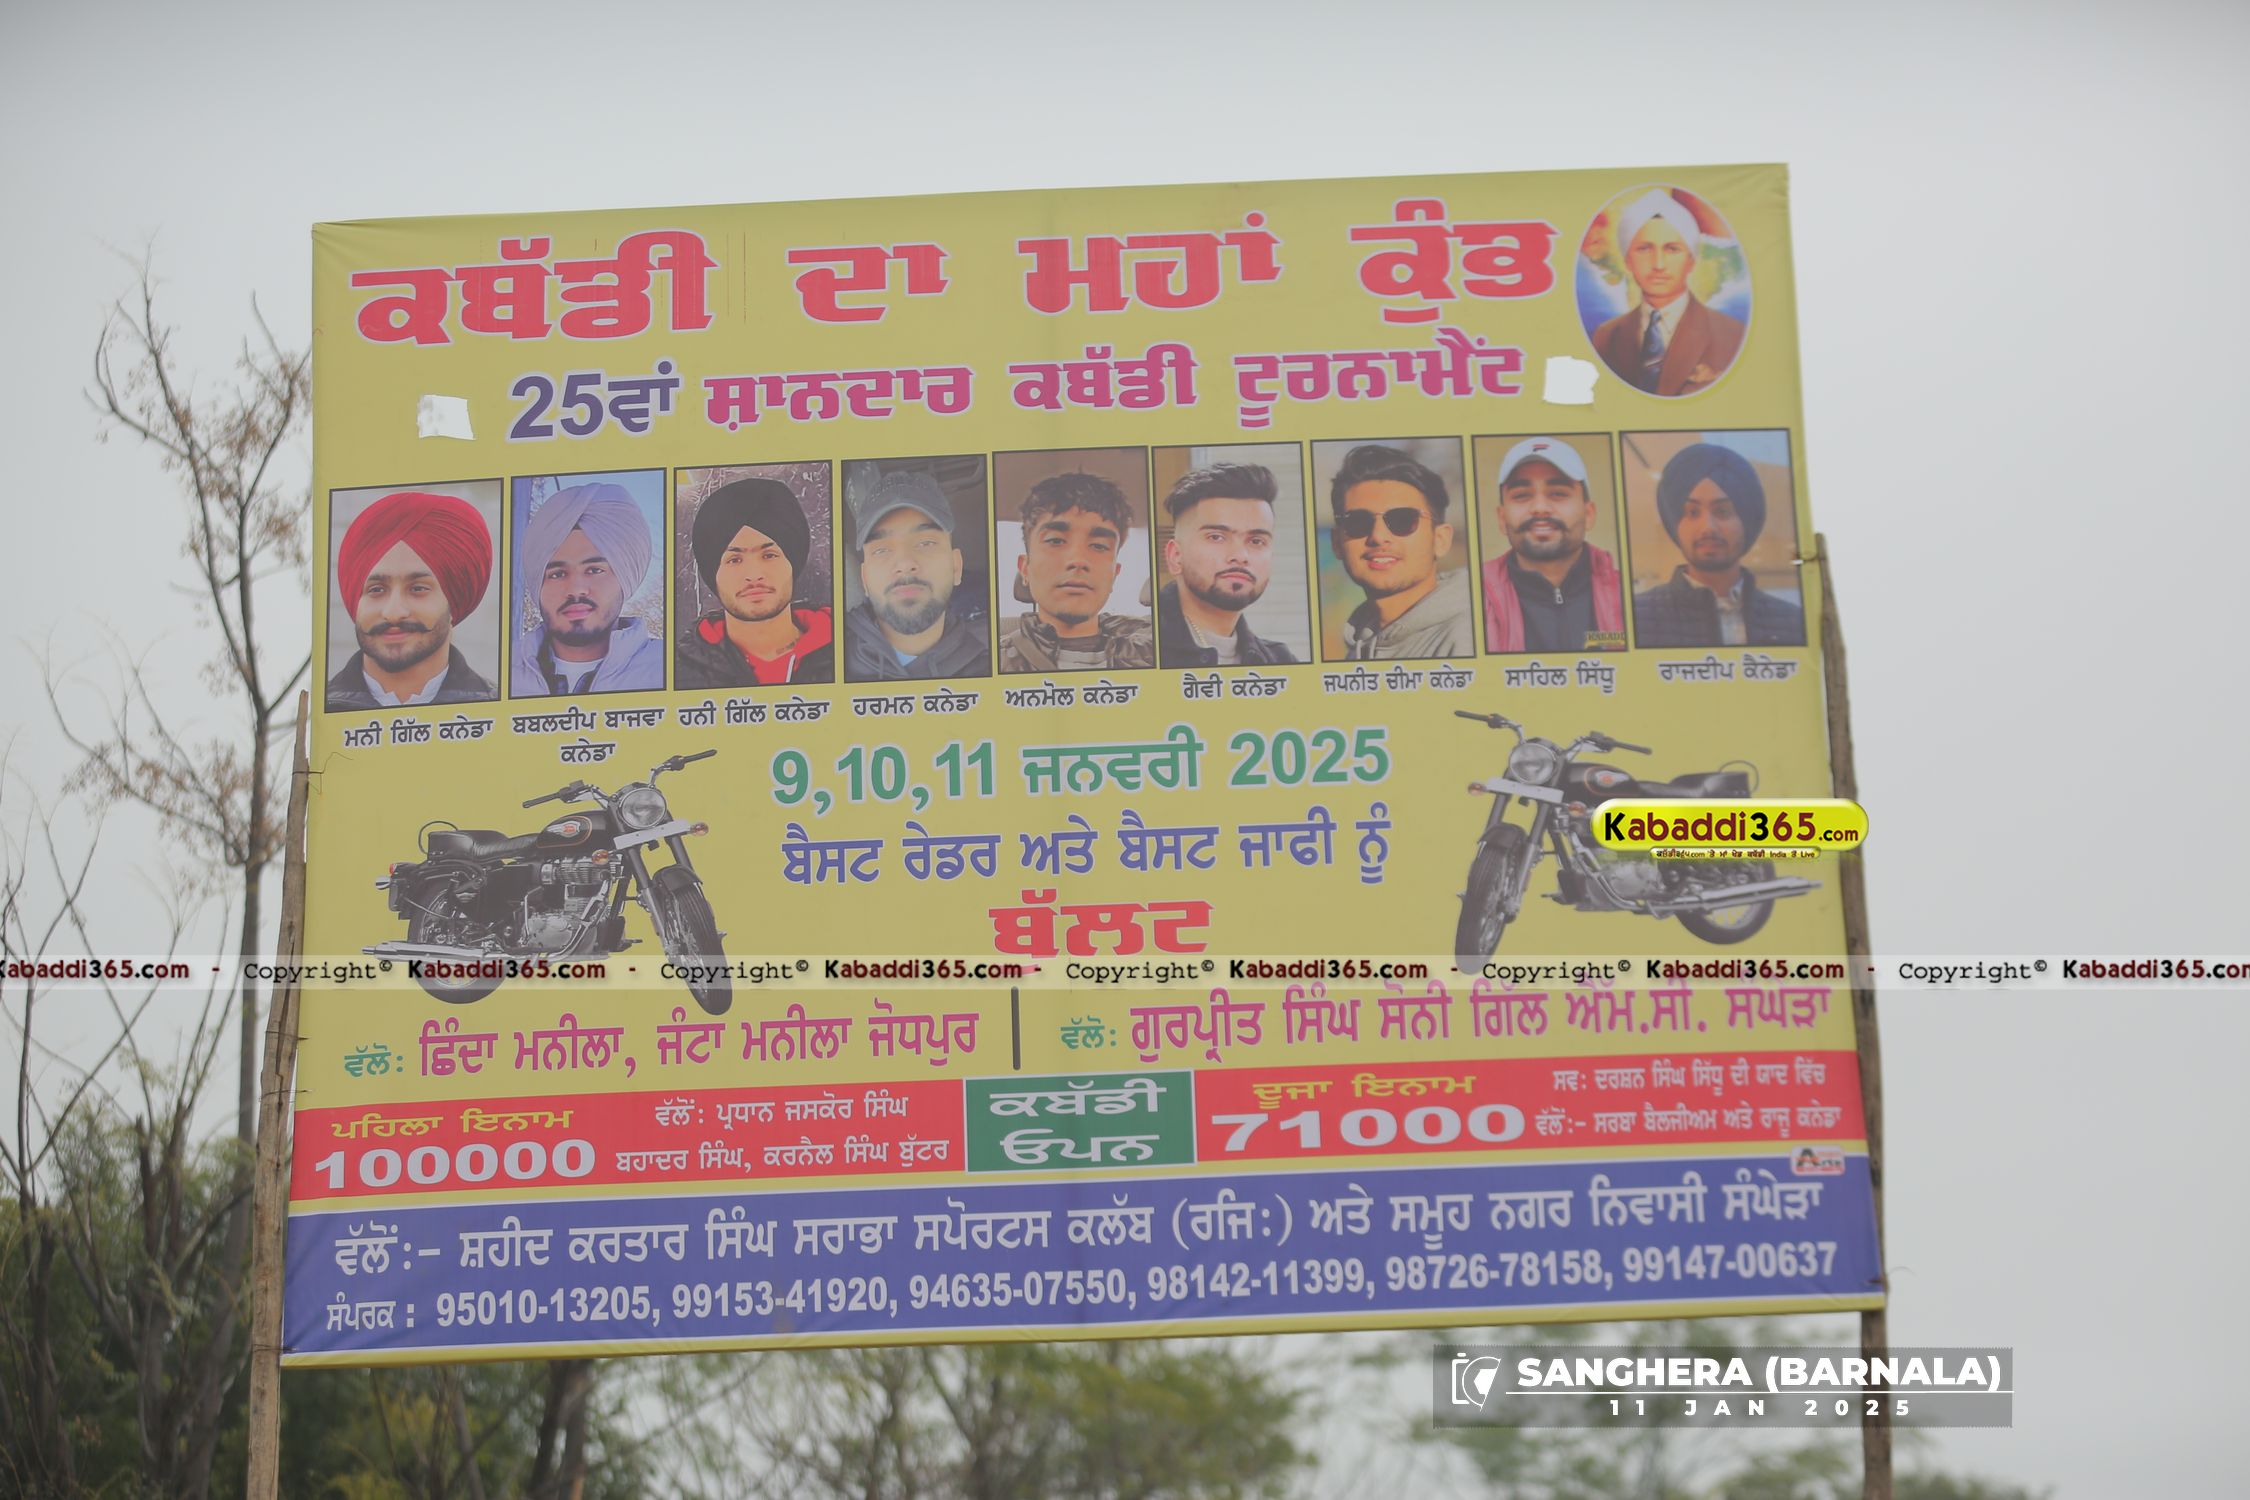 ਕਬੱਡੀ ਦਾ ਮਹਾਂ ਕੁੰਭ
25ਵਾਂ ਸ਼ਾਨਦਾਰ ਕਬੱਡੀ ਟੂਰਨਾਮੈਂਟ
ਮਨੀ ਗਿੱਲ ਕਨੇਡਾ
ਬਬਲਦੀਪ ਬਾਜਵਾ
ਕਨੇਡਾ
ਹਨੀ ਗਿੱਲ ਕਨੇਡਾ
ਹਰਮਨ ਕਨੇਡਾ
ਅਨਮੋਲ ਕਨੇਡਾ
ਗੈਵੀ ਕਨੇਡਾ
ਜਪਨੀਤ ਚੀਮਾ ਕਨੇਡਾ
ਸਾਹਿਲ ਸਿੱਧੂ
ਰਾਜਦੀਪ ਕੈਨੇਡਾ
9,10,11 ਜਨਵਰੀ 2025
ਬੈਸਟ ਰੇਡਰ ਅਤੇ ਬੈਸਟ ਜਾਫੀ ਨੂੰ
ਬੁੱਲਟ
Kabaddi365.com
Kabaddi365.com - Copyright© Kabaddi365.com - Copyright© Kabaddi365.com - Copyright© Kabaddi365.com - Copyright© Kabaddi365.com - Copyright© Kabaddi365.com
ਵੱਲੋ: ਛਿੰਦਾ ਮਨੀਲਾ, ਜੰਟਾ ਮਨੀਲਾ ਜੋਧਪੁਰ
ਵੱਲੋ: ਗੁਰਪ੍ਰੀਤ ਸਿੰਘ ਸੋਨੀ ਗਿੱਲ ਐੱਮ.ਸੀ. ਸੰਘੇੜਾ
ਪਹਿਲਾ ਇਨਾਮ
100000
ਵੱਲੋਂ: ਪ੍ਰਧਾਨ ਜਸਕੋਰ ਸਿੰਘ
ਬਹਾਦਰ ਸਿੰਘ, ਕਰਨੈਲ ਸਿੰਘ ਬੁੱਟਰ
ਕਬੱਡੀ
ਓਪਨ
ਦੂਜਾ ਇਨਾਮ
71000
ਸਵ: ਦਰਸ਼ਨ ਸਿੰਘ ਸਿੱਧੂ ਦੀ ਯਾਦ ਵਿੱਚ
ਵੱਲੋਂ:- ਸਰਬਾ ਬੈਲਜੀਅਮ ਅਤੇ ਰਾਜੂ ਕਨੇਡਾ
ਵੱਲੋਂ:- ਸ਼ਹੀਦ ਕਰਤਾਰ ਸਿੰਘ ਸਰਾਭਾ ਸਪੋਰਟਸ ਕਲੱਬ (ਰਜਿ:) ਅਤੇ ਸਮੂਹ ਨਗਰ ਨਿਵਾਸੀ ਸੰਘੇੜਾ
ਸੰਪਰਕ : 95010-13205, 99153-41920, 94635-07550, 98142-11399, 98726-78158, 99147-00637
SANGHERA (BARNALA)
11 JAN 2025